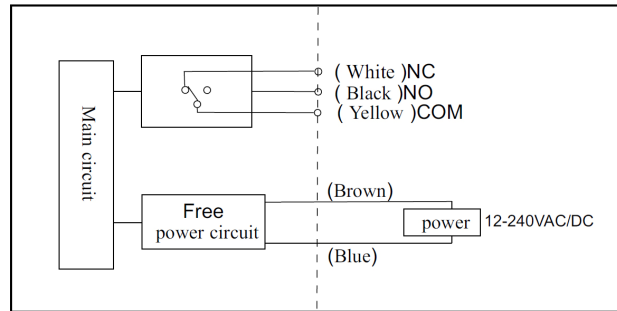 Main circuit
( White )NC
( Black )NO
( Yellow )COM
Free
power circuit
(Brown)
(Blue)
power
12-240VAC/DC